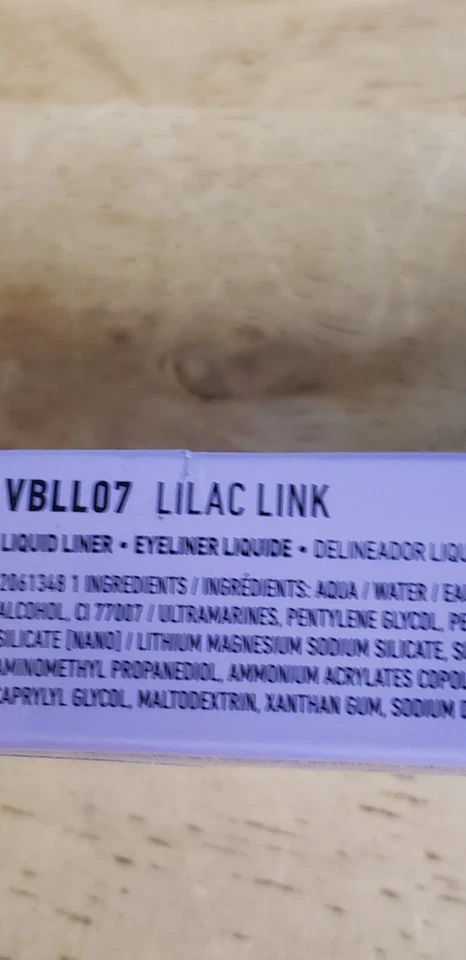 VBLL07 LILAC LINK
LIQUID LINER • EYELINER LIQUIDE • DELINEADOR
2061348 1 INGREDIENTS / INGRÉDIENTS: AQUA / WATER /
ALCOHOL, CI 77007 / ULTRAMARINES, PENTYLENE GLYCOL,
SILICATE [NANO] / LITHIUM MAGNESIUM SODIUM SILICATE,
AMINOMETHYL PROPANEDIOL, AMMONIUM ACRYLATES
CAPRYLYL GLYCOL, MALTODEXTRIN, XANTHAN GUM, SODIUM